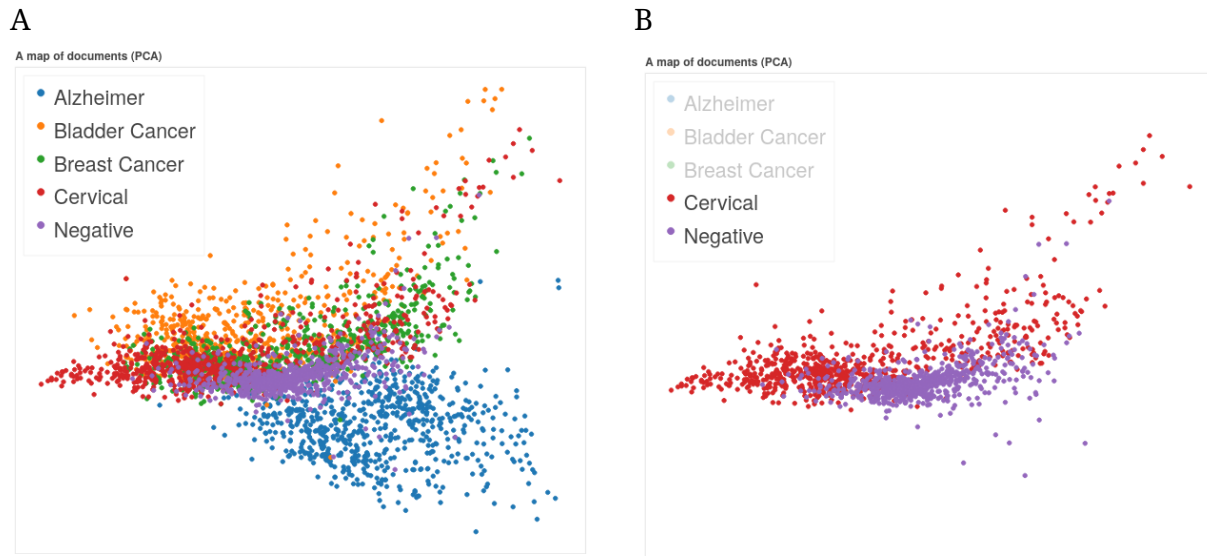 A
A map of documents (PCA)
Alzheimer
Bladder Cancer
Breast Cancer
Cervical
Negative
B
A map of documents (PCA)
Alzheimer
Bladder Cancer
Breast Cancer
Cervical
Negative